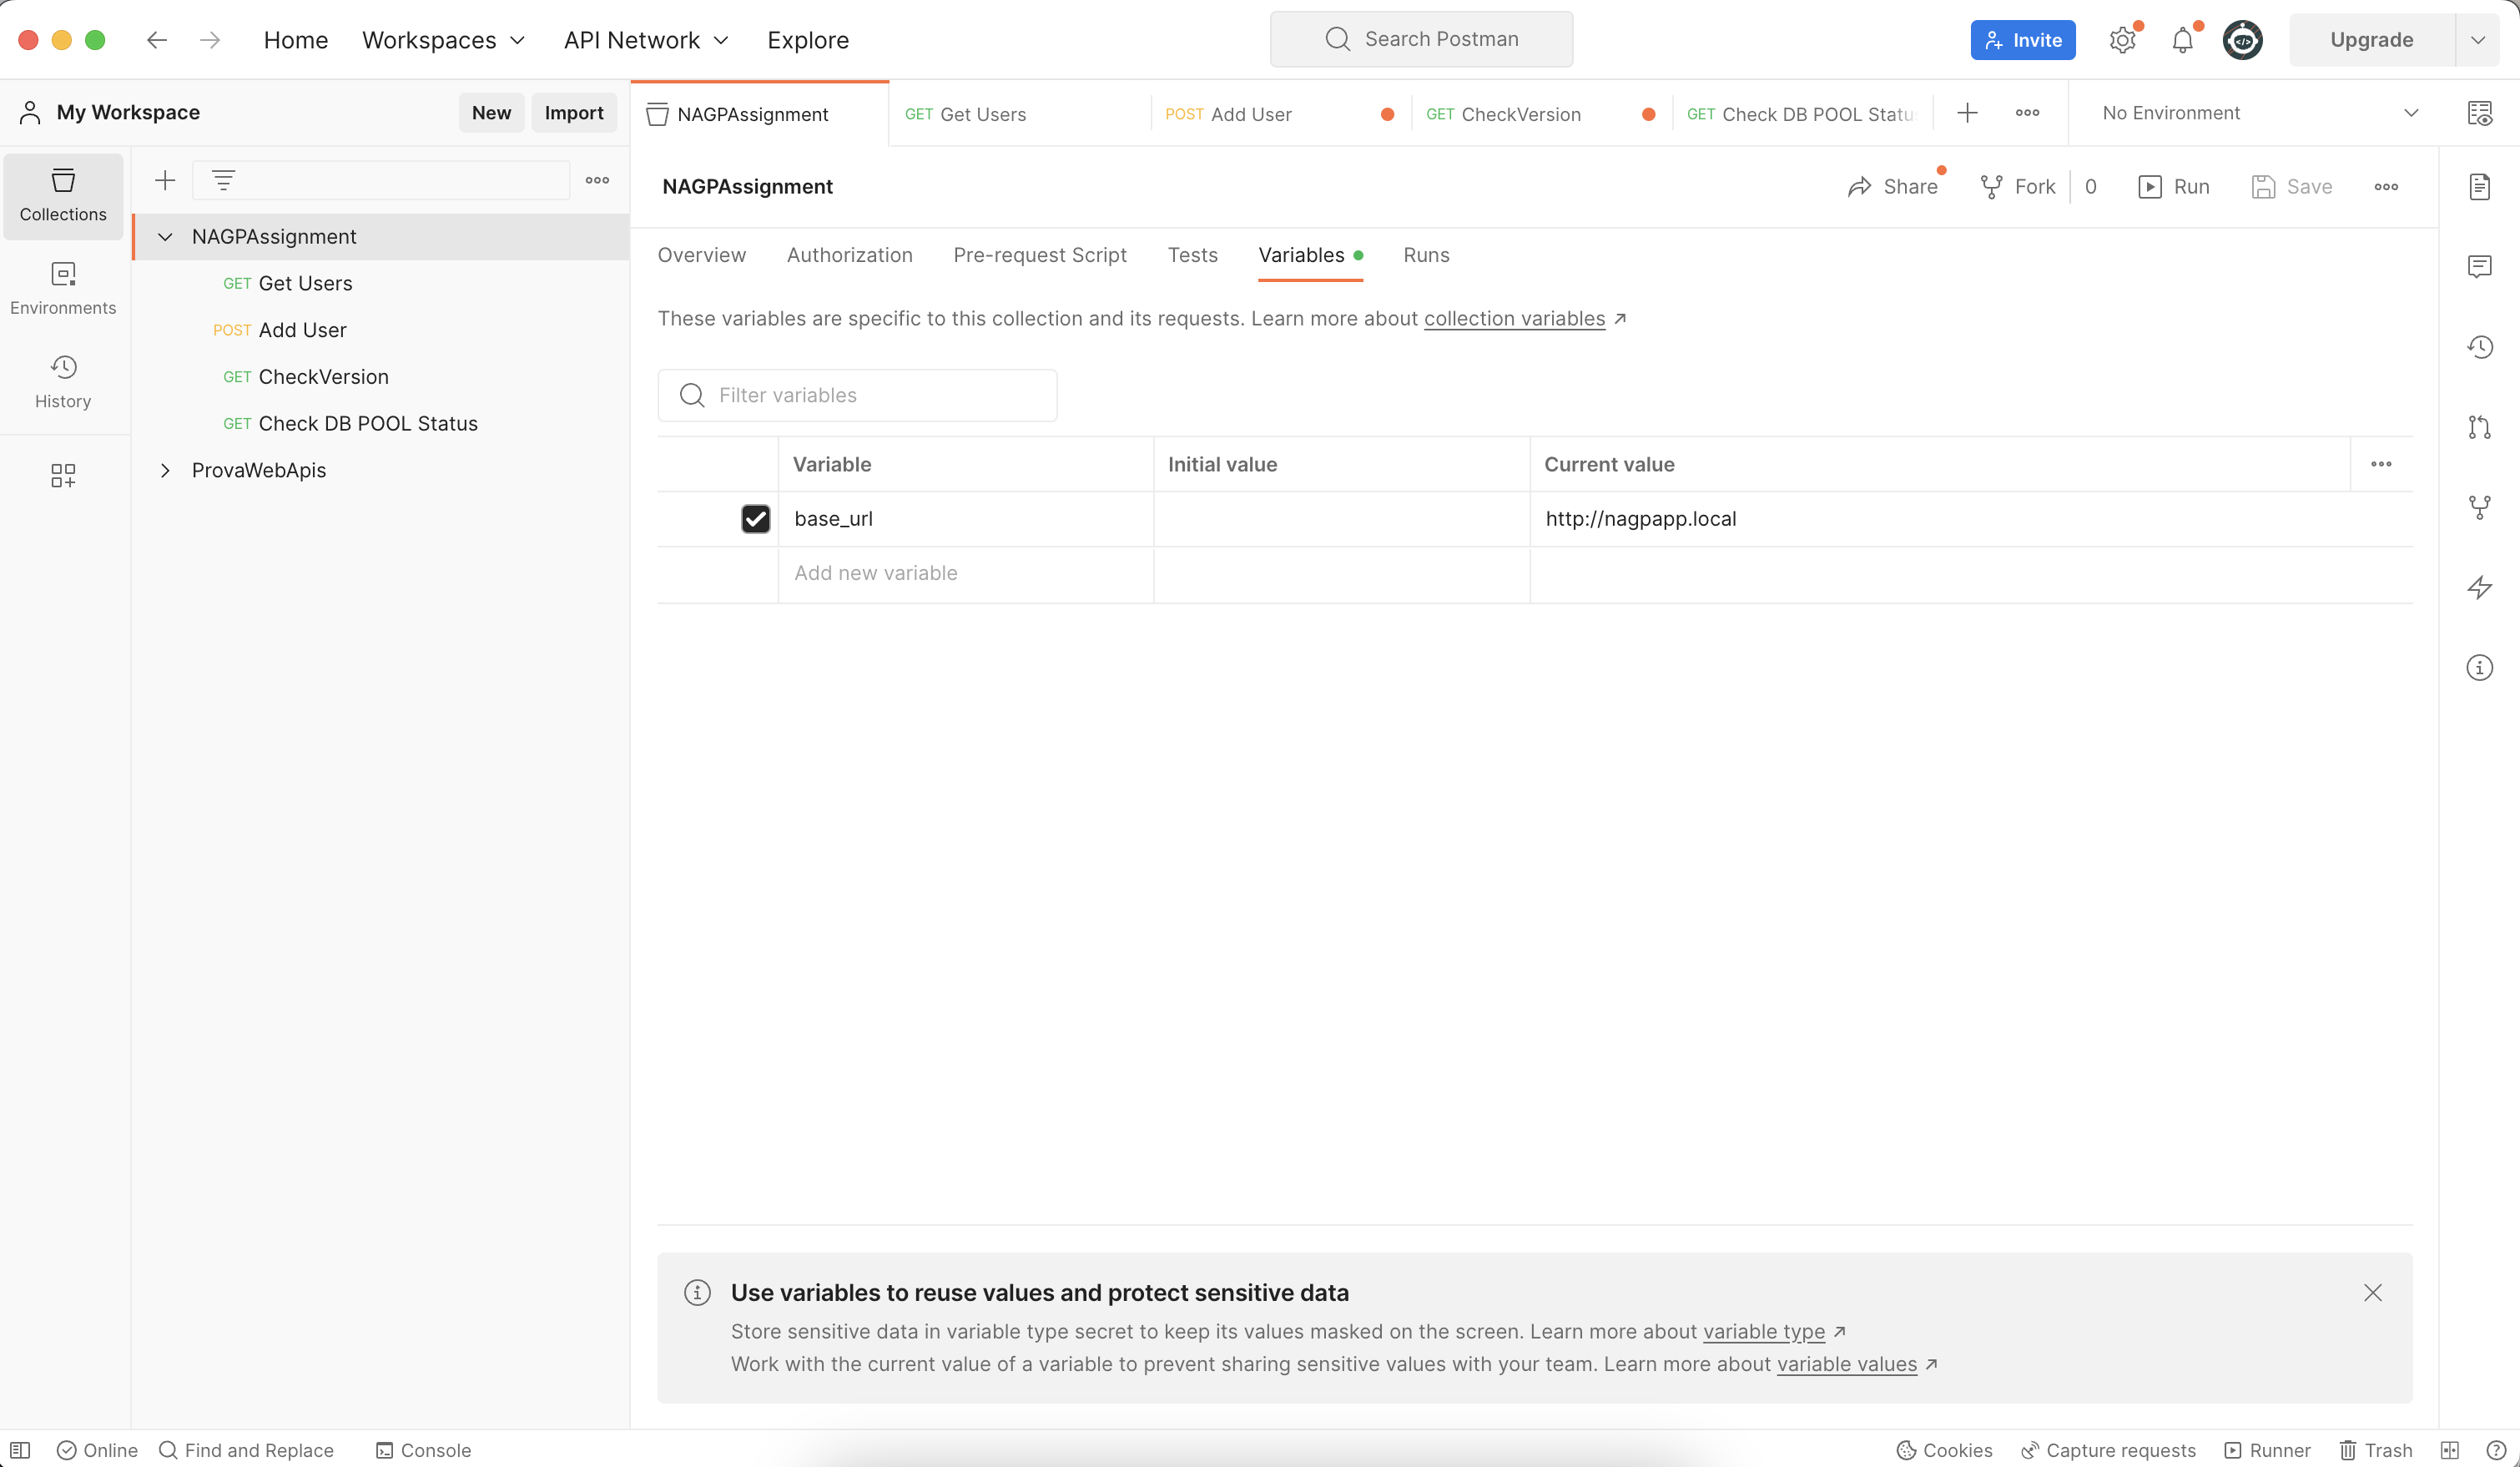 Home Workspaces API Network Explore Search Postman Invite Upgrade
My Workspace New Import NAGPAssignment GET Get Users POST Add User GET CheckVersion GET Check DB POOL Statu No Environment
Collections
Environments
History
NAGPAssignment
GET Get Users
POST Add User
GET CheckVersion
GET Check DB POOL Status
ProvaWebApis
NAGPAssignment Share Fork 0 Run Save
Overview Authorization Pre-request Script Tests Variables Runs
These variables are specific to this collection and its requests. Learn more about collection variables ↗
Filter variables
Variable Initial value Current value
base_url http://nagpapp.local
Add new variable
Use variables to reuse values and protect sensitive data
Store sensitive data in variable type secret to keep its values masked on the screen. Learn more about variable type ↗
Work with the current value of a variable to prevent sharing sensitive values with your team. Learn more about variable values ↗
Online Find and Replace Console Cookies Capture requests Runner Trash